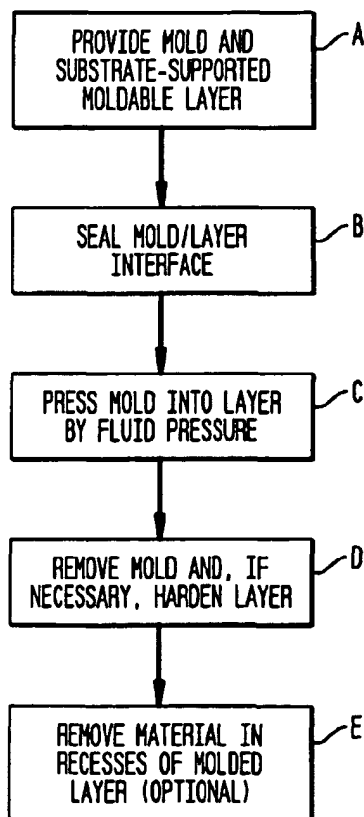 PROVIDE MOLD AND
SUBSTRATE-SUPPORTED
MOLDABLE LAYER
A
SEAL MOLD/LAYER
INTERFACE
B
PRESS MOLD INTO LAYER
BY FLUID PRESSURE
C
REMOVE MOLD AND, IF
NECESSARY, HARDEN LAYER
D
REMOVE MATERIAL IN
RECESSES OF MOLDED
LAYER (OPTIONAL)
E